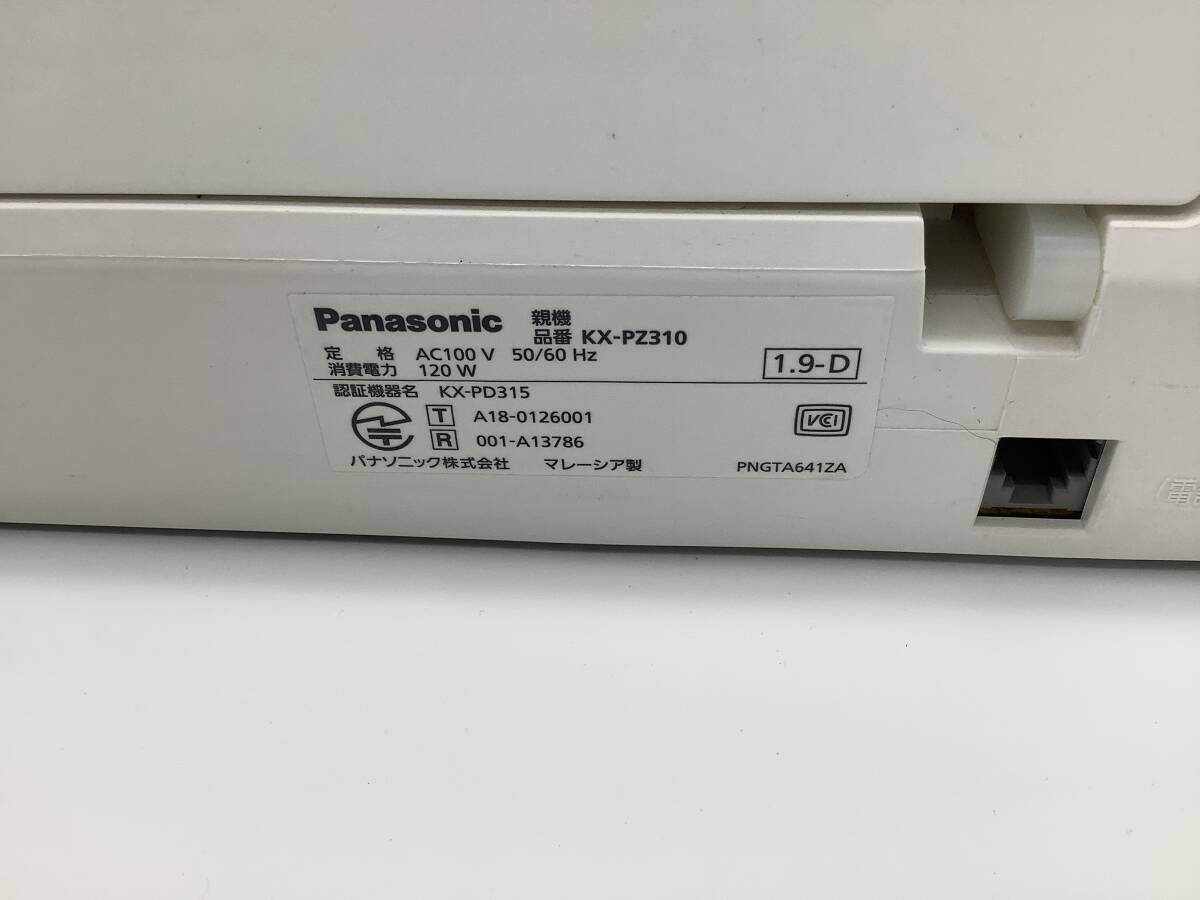 Panasonic 親機
品番 KX-PZ310
定 格 AC100 V 50/60 Hz
消費電力 120 W
1.9-D
認証機器名 KX-PD315
T A18-0126001
R 001-A13786
VCI
パナソニック株式会社 マレーシア製 PNGTA641ZA